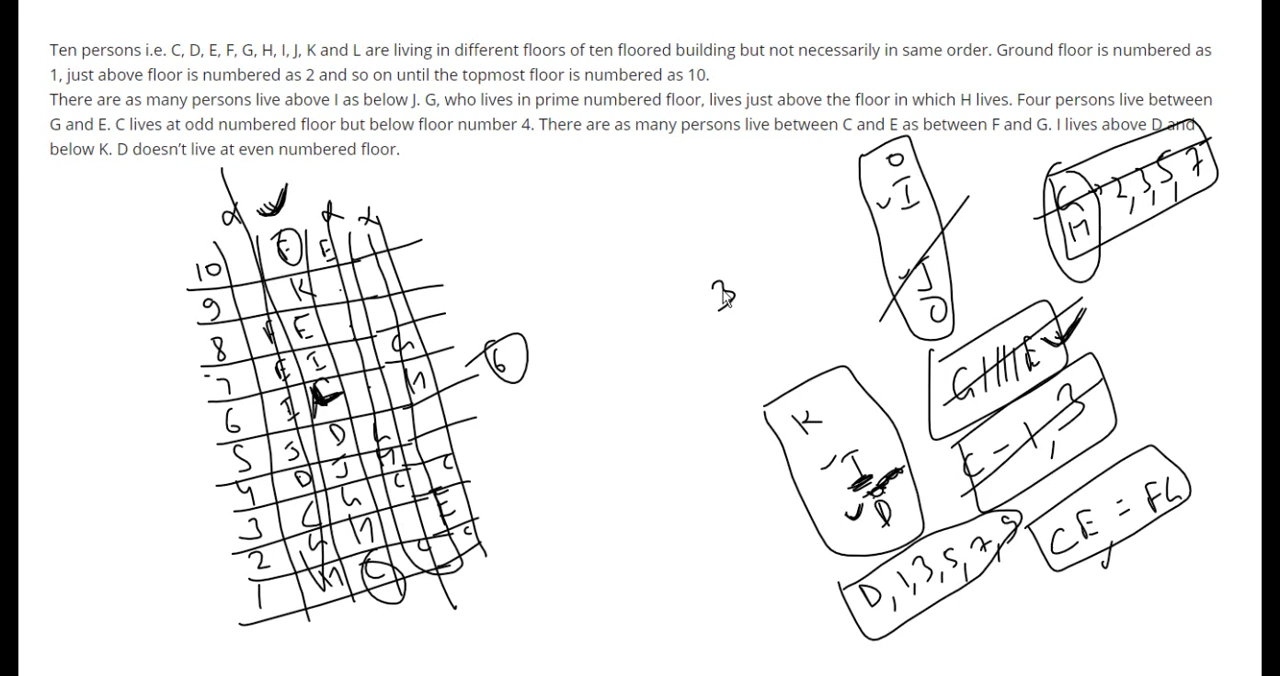 Ten persons i.e. C, D, E, F, G, H, I, J, K and L are living in different floors of ten floored building but not necessarily in same order. Ground floor is numbered as
1, just above floor is numbered as 2 and so on until the topmost floor is numbered as 10.
There are as many persons live above I as below J. G, who lives in prime numbered floor, lives just above the floor in which H lives. Four persons live between
G and E. C lives at odd numbered floor but below floor number 4. There are as many persons live between C and E as between F and G. I lives above D and
below K. D doesn't live at even numbered floor.
0
I
J
0
G → 2, 3, 5, 7
H
10
9 K
8 E G
7 E I H
6 I
5 J D G
4 D J H C
3 C G C E
2 G H
1 H C
6
3
K
I
D
G||||E
C - 1, 3
CE = FG
D, 1, 3, 5, 7, 9